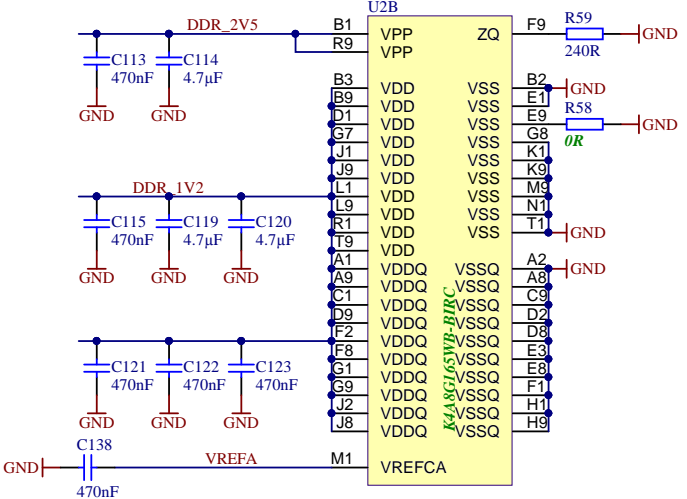 U2B
DDR_2V5
B1
VPP
ZQ
F9
R59
240R
GND
R9
VPP
C113
470nF
GND
C114
4.7µF
GND
B3
VDD
VSS
B2
GND
B9
VDD
VSS
E1
D1
VDD
VSS
E9
R58
0R
GND
G7
VDD
VSS
G8
J1
VDD
VSS
K1
J9
VDD
VSS
K9
DDR_1V2
L1
VDD
VSS
M9
L9
VDD
VSS
N1
R1
VDD
VSS
T1
GND
T9
VDD
C115
470nF
GND
C119
4.7µF
GND
C120
4.7µF
GND
A1
VDDQ
VSSQ
A2
GND
A9
VDDQ
VSSQ
A8
C1
VDDQ
VSSQ
C9
D9
VDDQ
VSSQ
D2
F2
VDDQ
VSSQ
D8
F8
VDDQ
VSSQ
E3
G1
VDDQ
VSSQ
E8
G9
VDDQ
VSSQ
F1
J2
VDDQ
VSSQ
H1
J8
VDDQ
VSSQ
H9
K4A8G165WB-BIRC
C121
470nF
GND
C122
470nF
GND
C123
470nF
GND
C138
GND
470nF
VREFA
M1
VREFCA